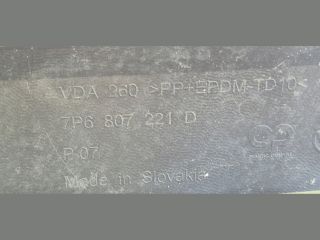 VDA 260 >PP+EPDM-TD10<
7P6 807 221 D
P-07
Made in Slovakia